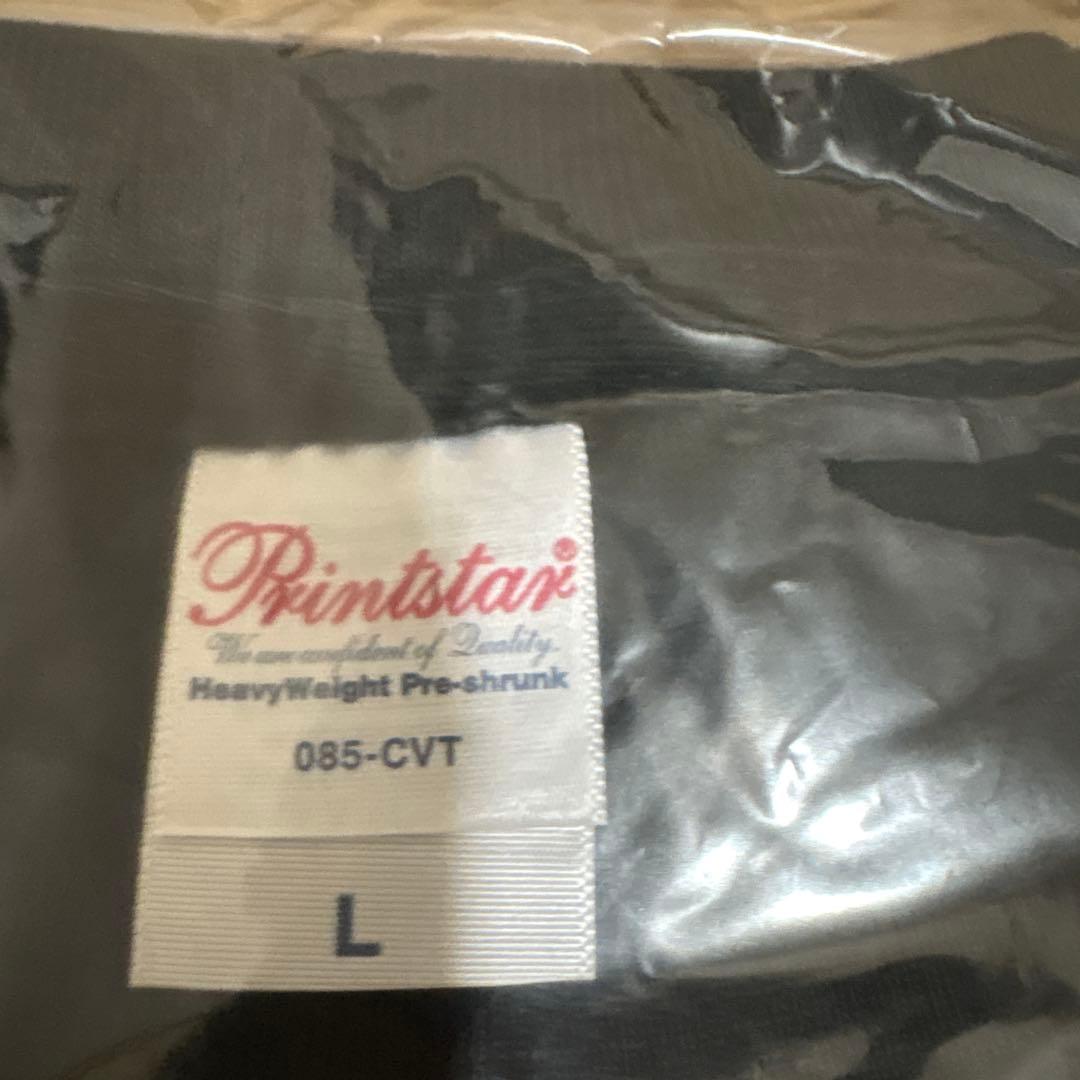 Printstar®
We are confident of Quality.
HeavyWeight Pre-shrunk
085-CVT
L